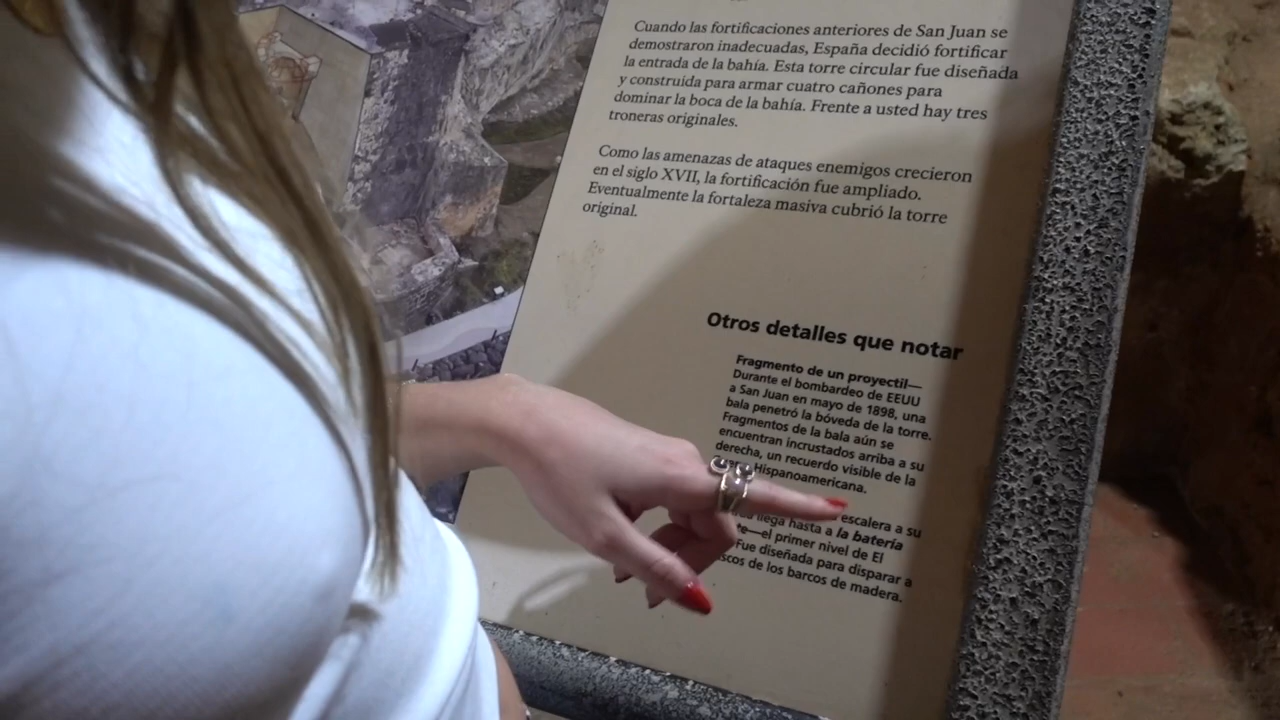 Cuando las fortificaciones anteriores de San Juan se
demostraron inadecuadas, España decidió fortificar
la entrada de la bahía. Esta torre circular fue diseñada
y construida para armar cuatro cañones para
dominar la boca de la bahía. Frente a usted hay tres
troneras originales.
Como las amenazas de ataques enemigos crecieron
en el siglo XVII, la fortificación fue ampliado.
Eventualmente la fortaleza masiva cubrió la torre
original.
Otros detalles que notar
Fragmento de un proyectil—
Durante el bombardeo de EEUU
a San Juan en mayo de 1898, una
bala penetró la bóveda de la torre.
Fragmentos de la bala aún se
encuentran incrustados arriba a su
derecha, un recuerdo visible de la
Hispanoamericana.
escalera a su
llega hasta a la batería
el primer nivel de El
Fue diseñada para disparar a
de los barcos de madera.